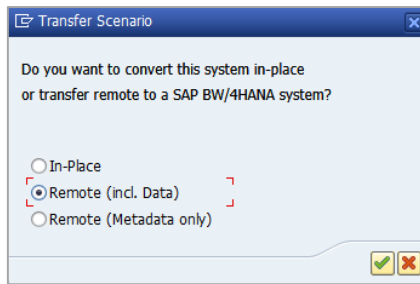 Transfer Scenario
Do you want to convert this system in-place
or transfer remote to a SAP BW/4HANA system?
In-Place
Remote (incl. Data)
Remote (Metadata only)